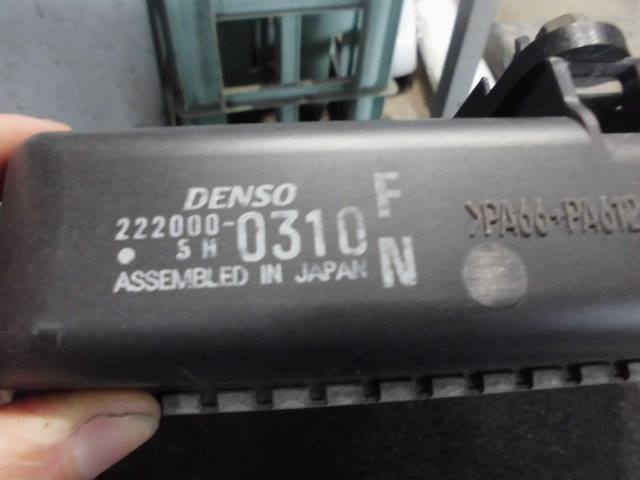 DENSO
222000-0310
SH
ASSEMBLED IN JAPAN
F
N
>PA66+PA612